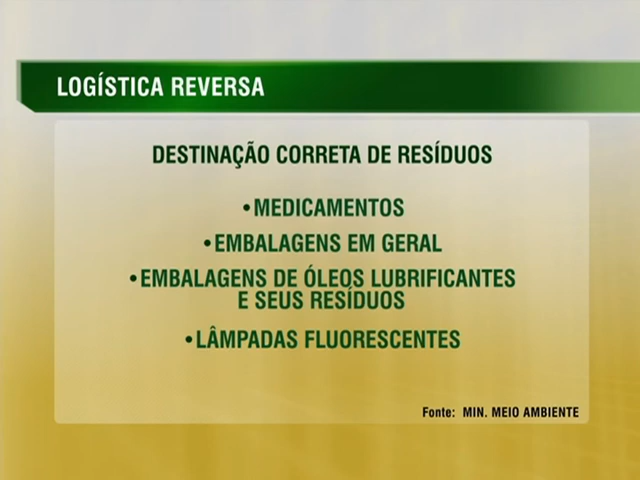 LOGÍSTICA REVERSA
DESTINAÇÃO CORRETA DE RESÍDUOS
•MEDICAMENTOS
•EMBALAGENS EM GERAL
•EMBALAGENS DE ÓLEOS LUBRIFICANTES
E SEUS RESÍDUOS
•LÂMPADAS FLUORESCENTES
Fonte: MIN. MEIO AMBIENTE